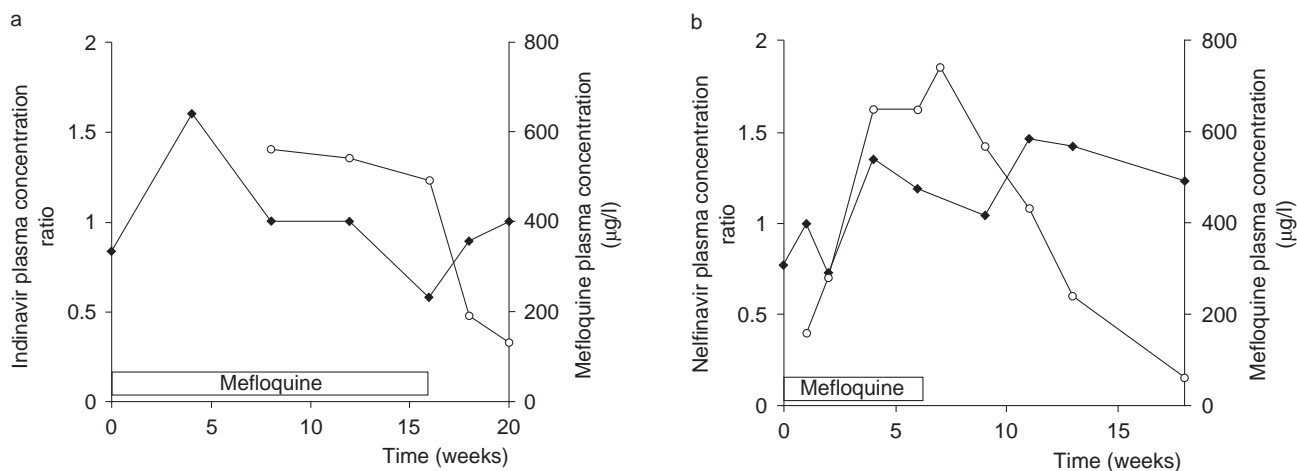 a
2
1.5
1
0.5
0
800
600
400
200
0
Indinavir plasma concentration
ratio
Mefloquine plasma concentration
(μg/l)
Mefloquine
0
5
10
15
20
Time (weeks)
b
2
1.5
1
0.5
0
800
600
400
200
0
Nelfinavir plasma concentration
ratio
Mefloquine plasma concentration
(μg/l)
Mefloquine
0
5
10
15
Time (weeks)